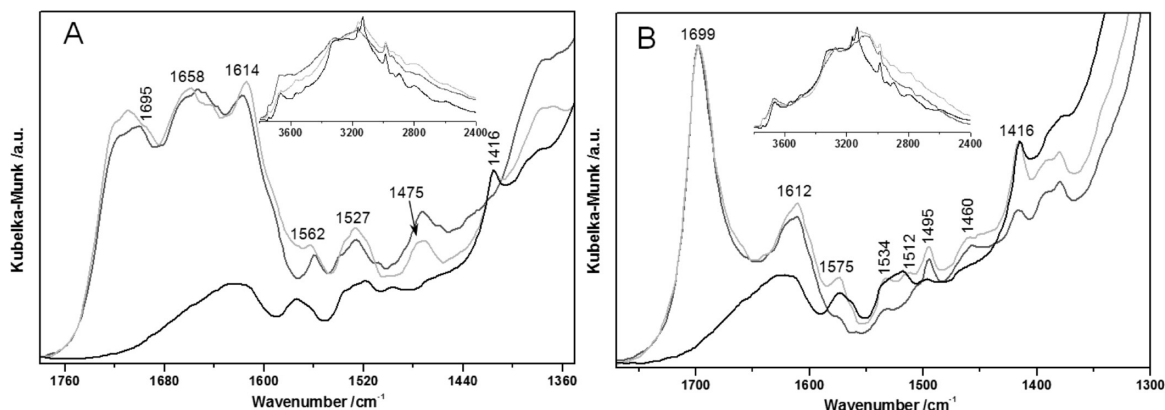 A
1695
1658
1614
1562
1527
1475
1416
3600 3200 2800 2400
Kubelka-Munk /a.u.
1760 1680 1600 1520 1440 1360
Wavenumber /cm-1
B
1699
1612
1575
1534
1512
1495
1460
1416
3600 3200 2800 2400
Kubelka-Munk /a.u.
1700 1600 1500 1400 1300
Wavenumber /cm-1